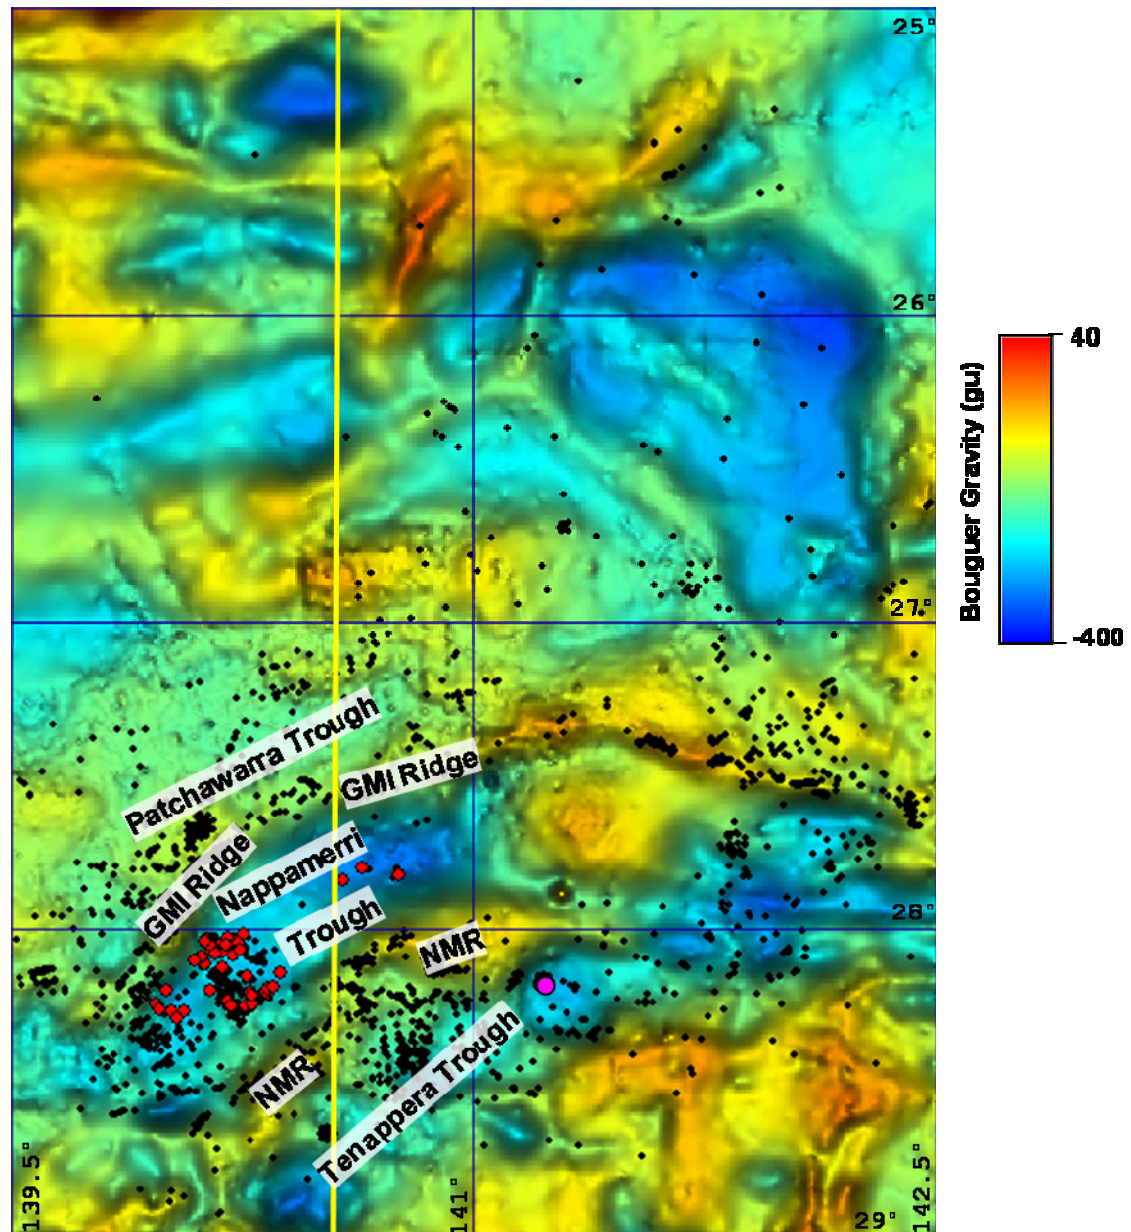 25°
26°
40
Bouguer Gravity (gu)
-400
27°
Patchawarra Trough
GMI Ridge
GMI Ridge
Nappamerri
Trough
28°
NMR
NMR
Tenappera Trough
139.5°
141°
142.5°
29°